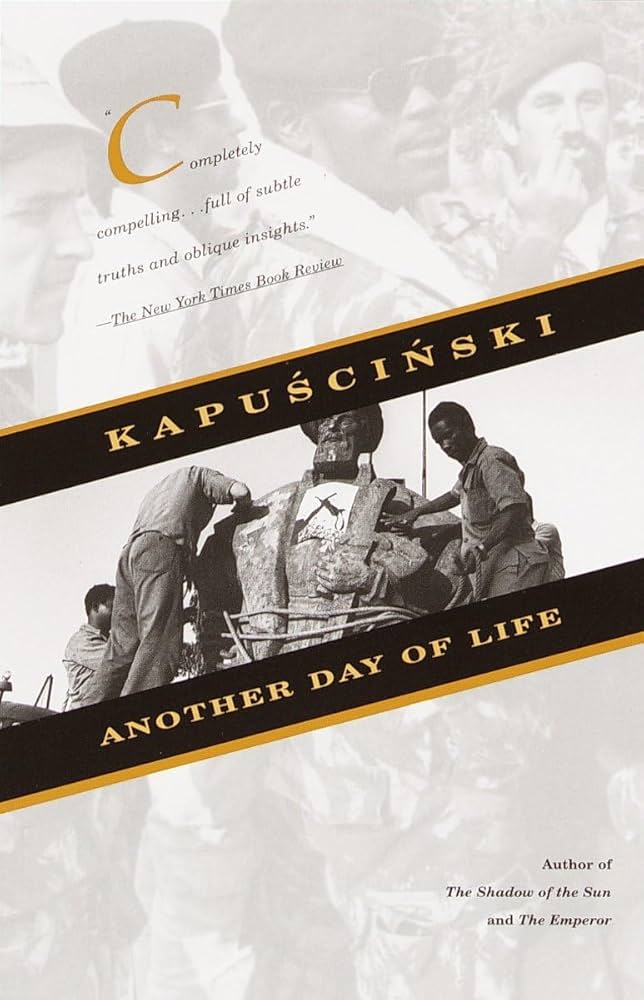 “Completely
compelling. . .full of subtle
truths and oblique insights.”
—The New York Times Book Review
KAPUŚCIŃSKI
ANOTHER DAY OF LIFE
Author of
The Shadow of the Sun
and The Emperor